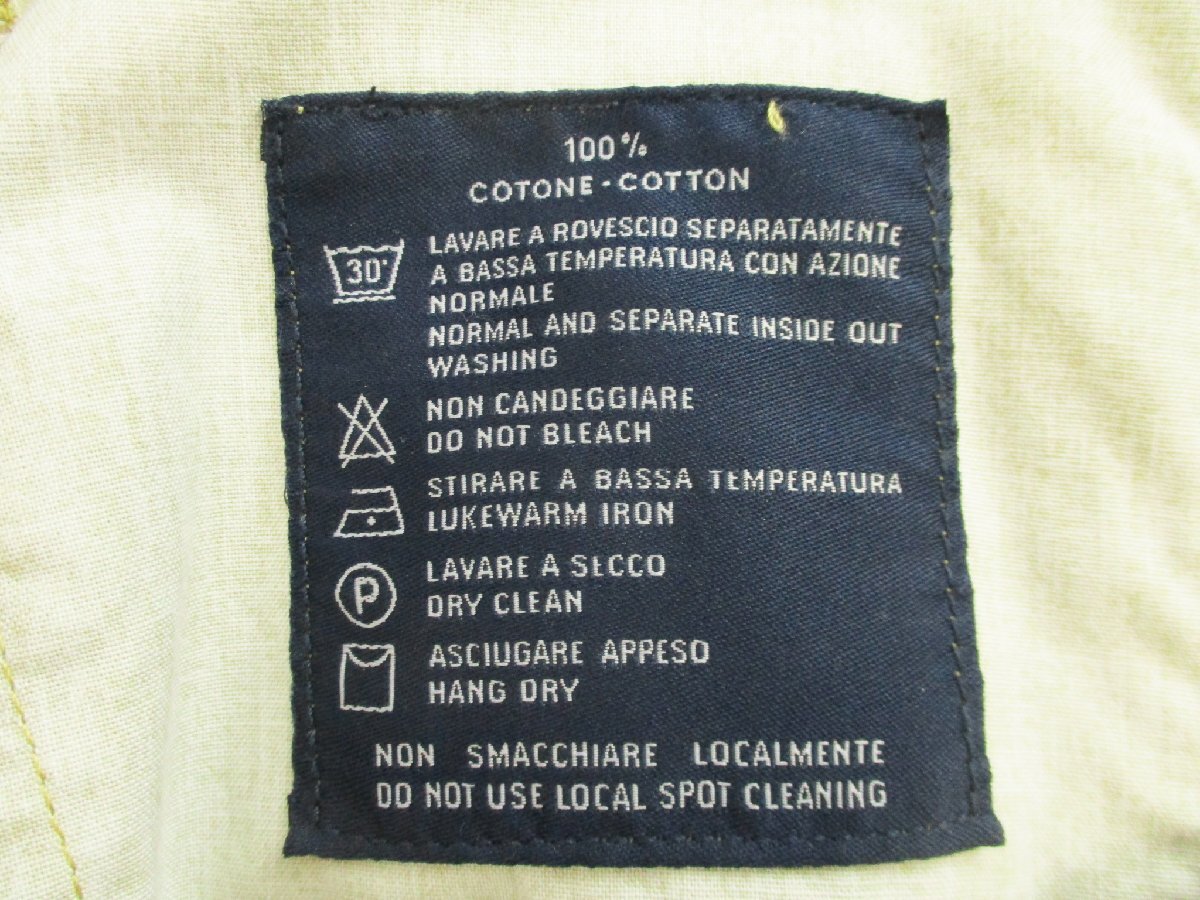 100%
COTONE - COTTON
30°
LAVARE A ROVESCIO SEPARATAMENTE
A BASSA TEMPERATURA CON AZIONE
NORMALE
NORMAL AND SEPARATE INSIDE OUT
WASHING
NON CANDEGGIARE
DO NOT BLEACH
STIRARE A BASSA TEMPERATURA
LUKEWARM IRON
P
LAVARE A SECCO
DRY CLEAN
ASCIUGARE APPESO
HANG DRY
NON SMACCHIARE LOCALMENTE
DO NOT USE LOCAL SPOT CLEANING